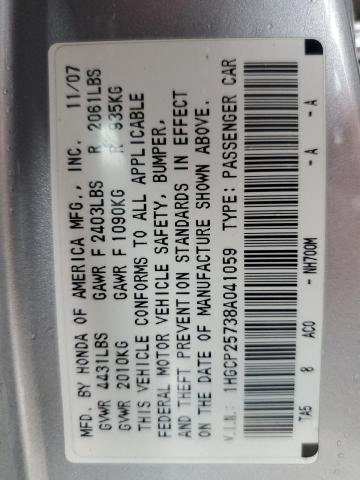 MFD. BY HONDA OF AMERICA MFG., INC. 11/07
GVWR 4431LBS GAWR F 2403LBS R 2061LBS
GVWR 2010KG GAWR F 1090KG R 935KG
THIS VEHICLE CONFORMS TO ALL APPLICABLE
FEDERAL MOTOR VEHICLE SAFETY, BUMPER,
AND THEFT PREVENTION STANDARDS IN EFFECT
ON THE DATE OF MANUFACTURE SHOWN ABOVE.
V.I.N.: 1HGCP25738A041059 TYPE: PASSENGER CAR
TA5 8 AC0 - NH700M - A - A